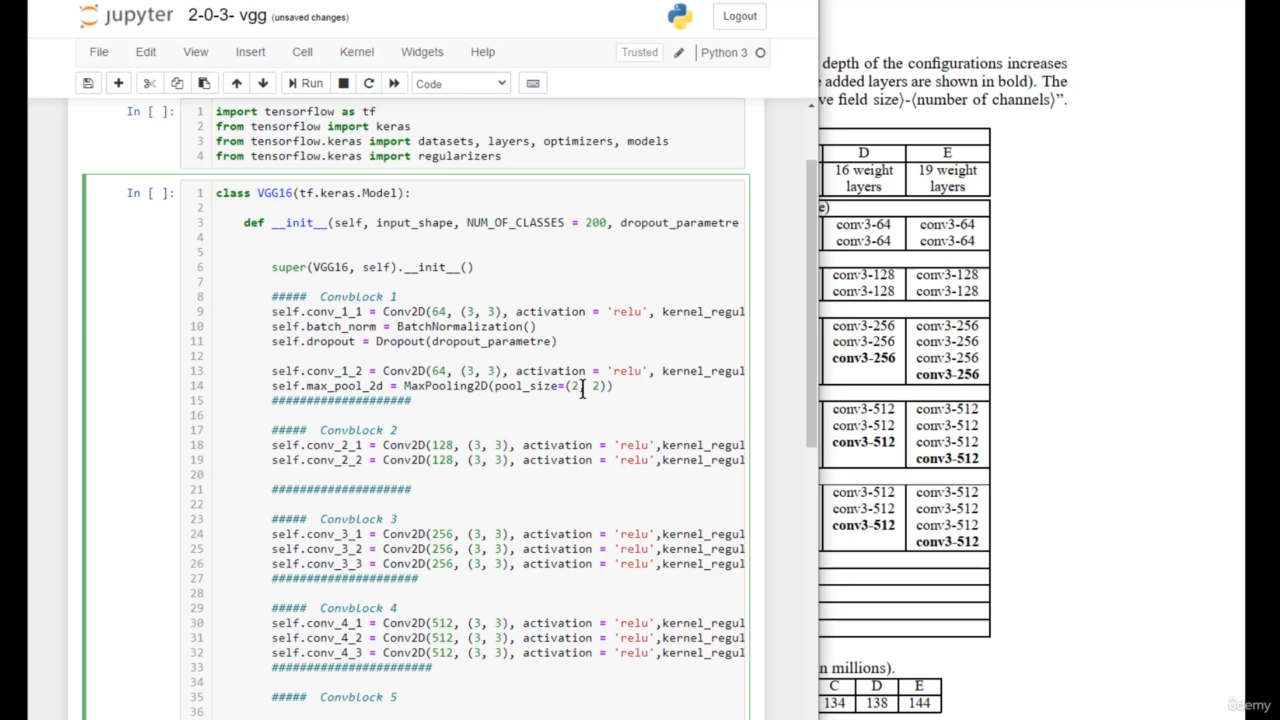 jupyter 2-0-3- vgg (unsaved changes)
Logout
File Edit View Insert Cell Kernel Widgets Help
Trusted Python 3
Run Code
In [ ]:
1 import tensorflow as tf
2 from tensorflow import keras
3 from tensorflow.keras import datasets, layers, optimizers, models
4 from tensorflow.keras import regularizers
In [ ]:
1 class VGG16(tf.keras.Model):
2
3 def __init__(self, input_shape, NUM_OF_CLASSES = 200, dropout_parametre
4
5
6 super(VGG16, self).__init__()
7
8 ##### Convblock 1
9 self.conv_1_1 = Conv2D(64, (3, 3), activation = 'relu', kernel_regul
10 self.batch_norm = BatchNormalization()
11 self.dropout = Dropout(dropout_parametre)
12
13 self.conv_1_2 = Conv2D(64, (3, 3), activation = 'relu', kernel_regul
14 self.max_pool_2d = MaxPooling2D(pool_size=(2, 2))
15 ####################
16
17 ##### Convblock 2
18 self.conv_2_1 = Conv2D(128, (3, 3), activation = 'relu',kernel_regul
19 self.conv_2_2 = Conv2D(128, (3, 3), activation = 'relu',kernel_regul
20
21 ####################
22
23 ##### Convblock 3
24 self.conv_3_1 = Conv2D(256, (3, 3), activation = 'relu',kernel_regul
25 self.conv_3_2 = Conv2D(256, (3, 3), activation = 'relu',kernel_regul
26 self.conv_3_3 = Conv2D(256, (3, 3), activation = 'relu',kernel_regul
27 #####################
28
29 ##### Convblock 4
30 self.conv_4_1 = Conv2D(512, (3, 3), activation = 'relu',kernel_regul
31 self.conv_4_2 = Conv2D(512, (3, 3), activation = 'relu',kernel_regul
32 self.conv_4_3 = Conv2D(512, (3, 3), activation = 'relu',kernel_regul
33 #######################
34
35 ##### Convblock 5
36
depth of the configurations increases
added layers are shown in bold). The
ve field size⟩-⟨number of channels⟩”.
D E
16 weight 19 weight
layers layers
e)
conv3-64 conv3-64
conv3-64 conv3-64
conv3-128 conv3-128
conv3-128 conv3-128
conv3-256 conv3-256
conv3-256 conv3-256
conv3-256 conv3-256
conv3-256
conv3-512 conv3-512
conv3-512 conv3-512
conv3-512 conv3-512
conv3-512
conv3-512 conv3-512
conv3-512 conv3-512
conv3-512 conv3-512
conv3-512
n millions).
C D E
134 138 144
ûdemy